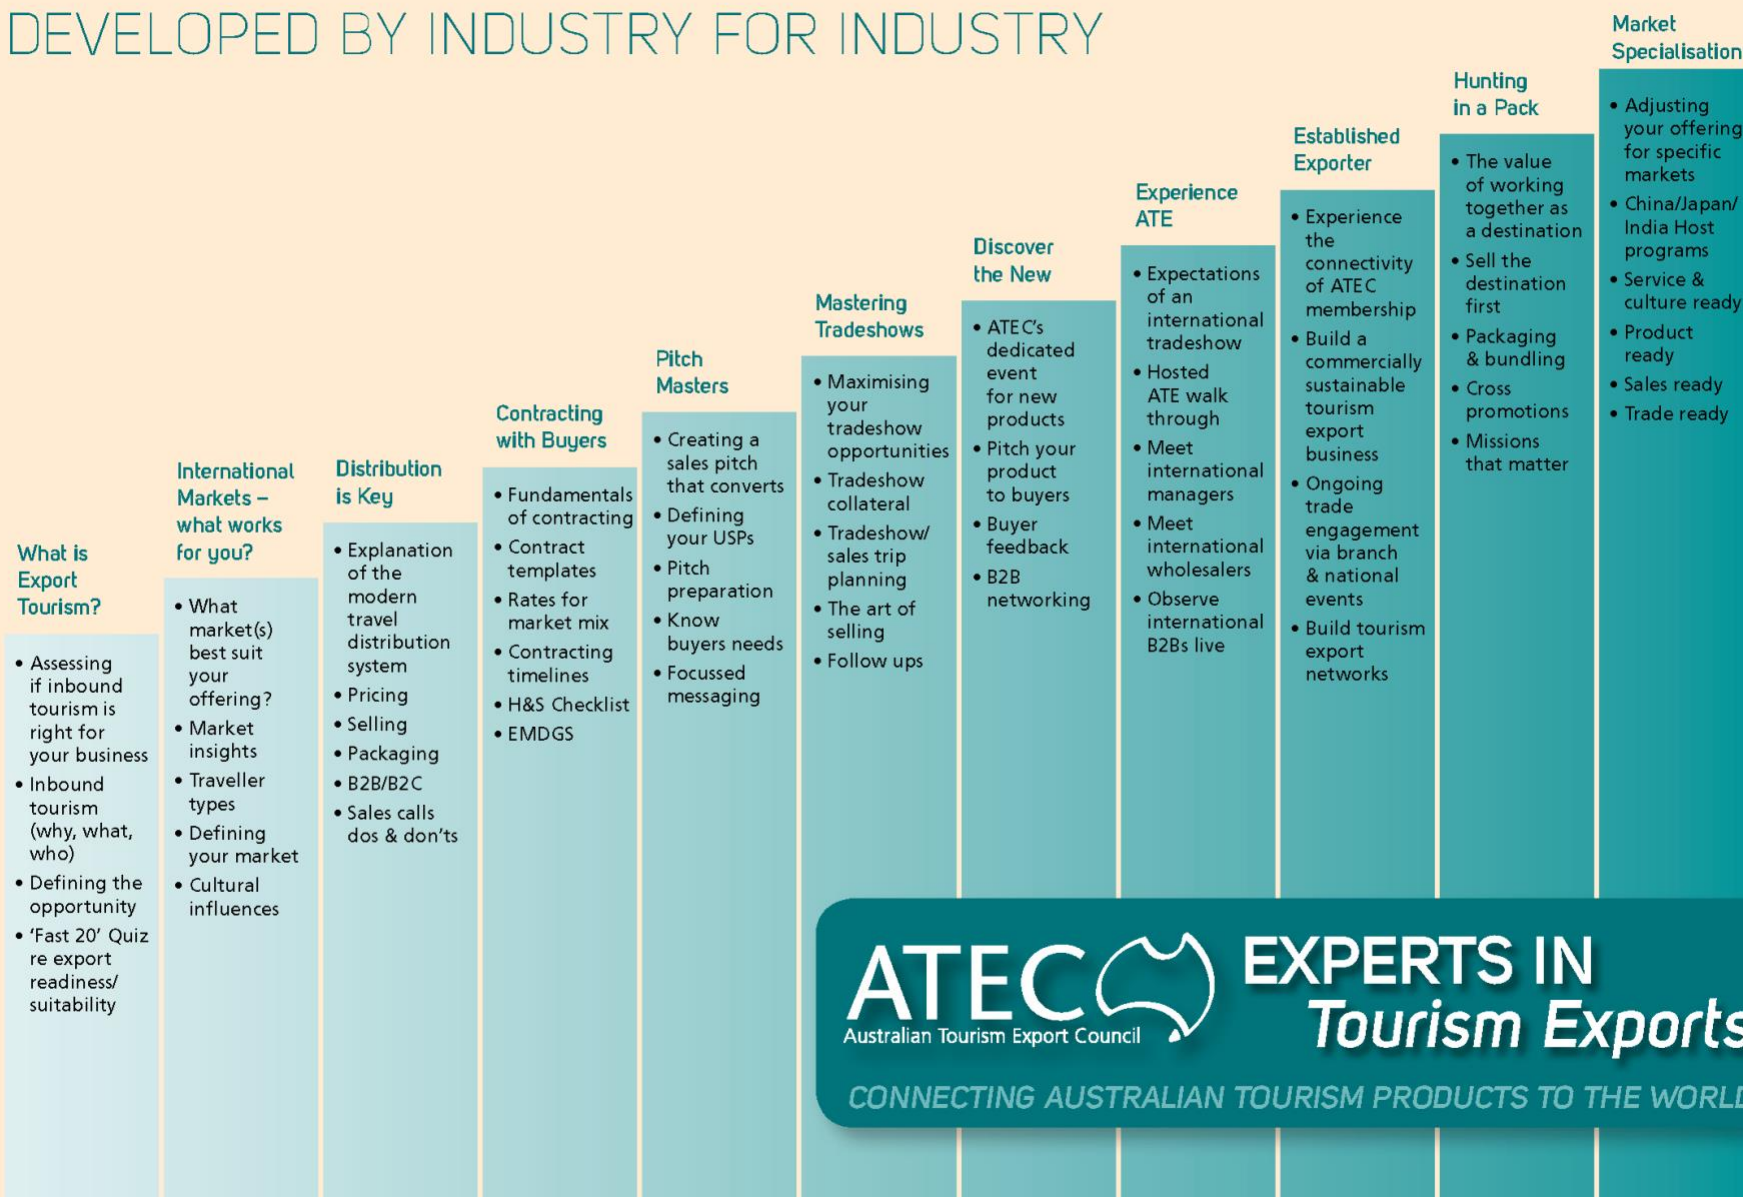 DEVELOPED BY INDUSTRY FOR INDUSTRY
What is
Export
Tourism?
• Assessing
if inbound
tourism is
right for
your business
• Inbound
tourism
(why, what,
who)
• Defining the
opportunity
• ‘Fast 20’ Quiz
re export
readiness/
suitability
International
Markets –
what works
for you?
• What
market(s)
best suit
your
offering?
• Market
insights
• Traveller
types
• Defining
your market
• Cultural
influences
Distribution
is Key
• Explanation
of the
modern
travel
distribution
system
• Pricing
• Selling
• Packaging
• B2B/B2C
• Sales calls
dos & don’ts
Contracting
with Buyers
• Fundamentals
of contracting
• Contract
templates
• Rates for
market mix
• Contracting
timelines
• H&S Checklist
• EMDGS
Pitch
Masters
• Creating a
sales pitch
that converts
• Defining
your USPs
• Pitch
preparation
• Know
buyers needs
• Focussed
messaging
Mastering
Tradeshows
• Maximising
your
tradeshow
opportunities
• Tradeshow
collateral
• Tradeshow/
sales trip
planning
• The art of
selling
• Follow ups
Discover
the New
• ATEC’s
dedicated
event
for new
products
• Pitch your
product
to buyers
• Buyer
feedback
• B2B
networking
Experience
ATE
• Expectations
of an
international
tradeshow
• Hosted
ATE walk
through
• Meet
international
managers
• Meet
international
wholesalers
• Observe
international
B2Bs live
Established
Exporter
• Experience
the
connectivity
of ATEC
membership
• Build a
commercially
sustainable
tourism
export
business
• Ongoing
trade
engagement
via branch
& national
events
• Build tourism
export
networks
Hunting
in a Pack
• The value
of working
together as
a destination
• Sell the
destination
first
• Packaging
& bundling
• Cross
promotions
• Missions
that matter
Market
Specialisation
• Adjusting
your offering
for specific
markets
• China/Japan/
India Host
programs
• Service &
culture ready
• Product
ready
• Sales ready
• Trade ready
ATEC
Australian Tourism Export Council
EXPERTS IN
Tourism Exports
CONNECTING AUSTRALIAN TOURISM PRODUCTS TO THE WORLD